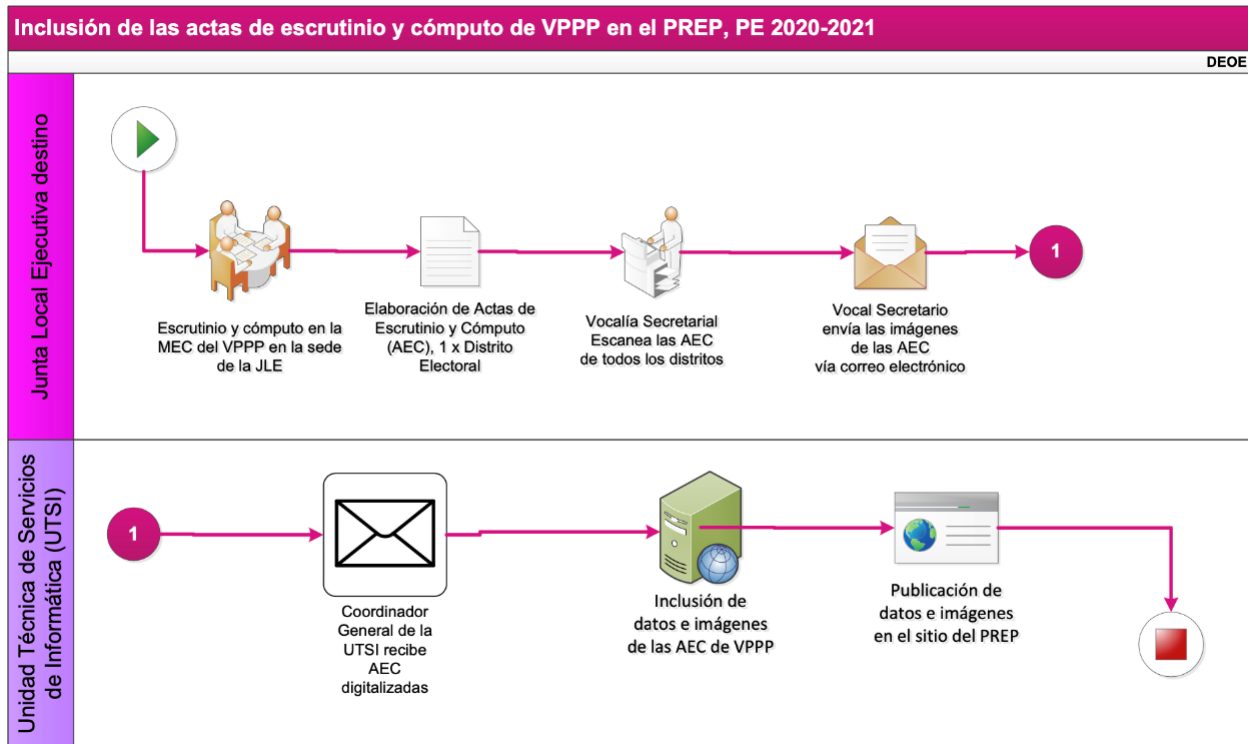 Inclusión de las actas de escrutinio y cómputo de VPPP en el PREP, PE 2020-2021
DEOE
Junta Local Ejecutiva destino
Escrutinio y cómputo en la
MEC del VPPP en la sede
de la JLE
Elaboración de Actas de
Escrutinio y Cómputo
(AEC), 1 x Distrito
Electoral
Vocalía Secretarial
Escanea las AEC
de todos los distritos
Vocal Secretario
envía las imágenes
de las AEC
vía correo electrónico
1
Unidad Técnica de Servicios
de Informática (UTSI)
1
Coordinador
General de la
UTSI recibe
AEC
digitalizadas
Inclusión de
datos e imágenes
de las AEC de VPPP
Publicación de
datos e imágenes
en el sitio del PREP